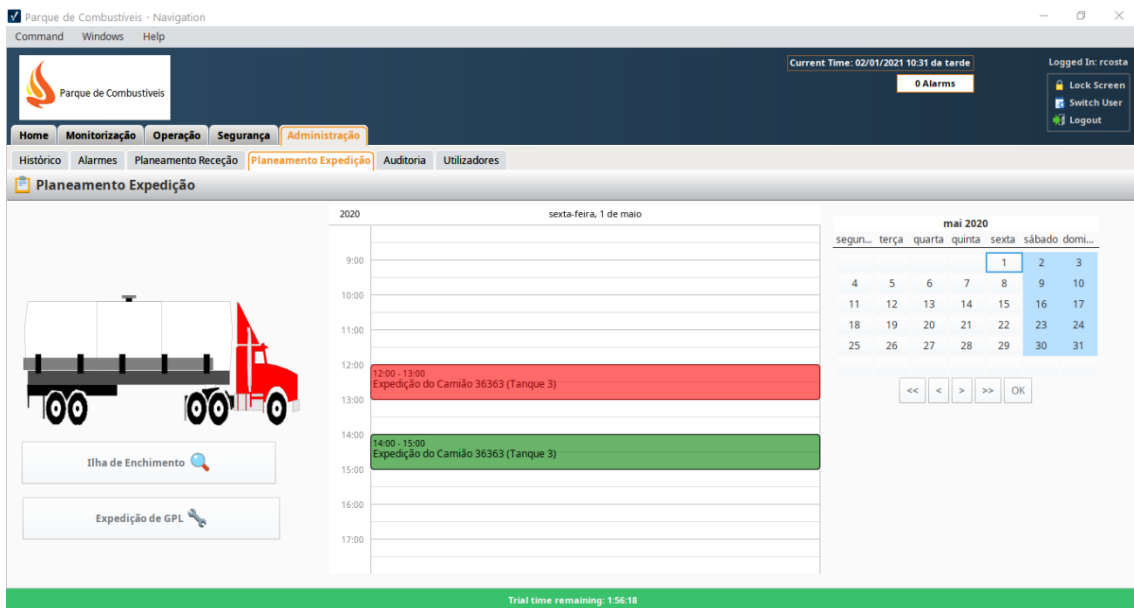 Parque de Combustíveis - Navigation
Command Windows Help
Parque de Combustiveis
Current Time: 02/01/2021 10:31 da tarde
0 Alarms
Logged In: rcosta
Lock Screen
Switch User
Logout
Home Monitorização Operação Segurança Administração
Histórico Alarmes Planeamento Receção Planeamento Expedição Auditoria Utilizadores
Planeamento Expedição
Ilha de Enchimento
Expedição de GPL
2020 sexta-feira, 1 de maio
9:00
10:00
11:00
12:00
12:00 - 13:00
Expedição do Camião 36363 (Tanque 3)
13:00
14:00
14:00 - 15:00
Expedição do Camião 36363 (Tanque 3)
15:00
16:00
17:00
mai 2020
segun... terça quarta quinta sexta sábado domi...
1 2 3
4 5 6 7 8 9 10
11 12 13 14 15 16 17
18 19 20 21 22 23 24
25 26 27 28 29 30 31
<< < > >> OK
Trial time remaining: 1:56:18